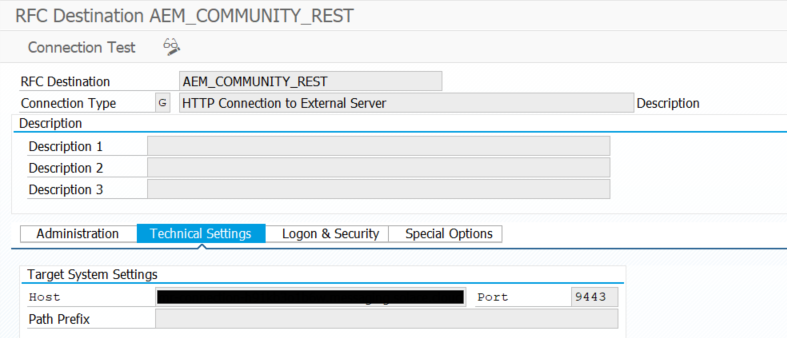 RFC Destination AEM_COMMUNITY_REST
Connection Test
RFC Destination AEM_COMMUNITY_REST
Connection Type G HTTP Connection to External Server Description
Description
Description 1
Description 2
Description 3
Administration Technical Settings Logon & Security Special Options
Target System Settings
Host Port 9443
Path Prefix